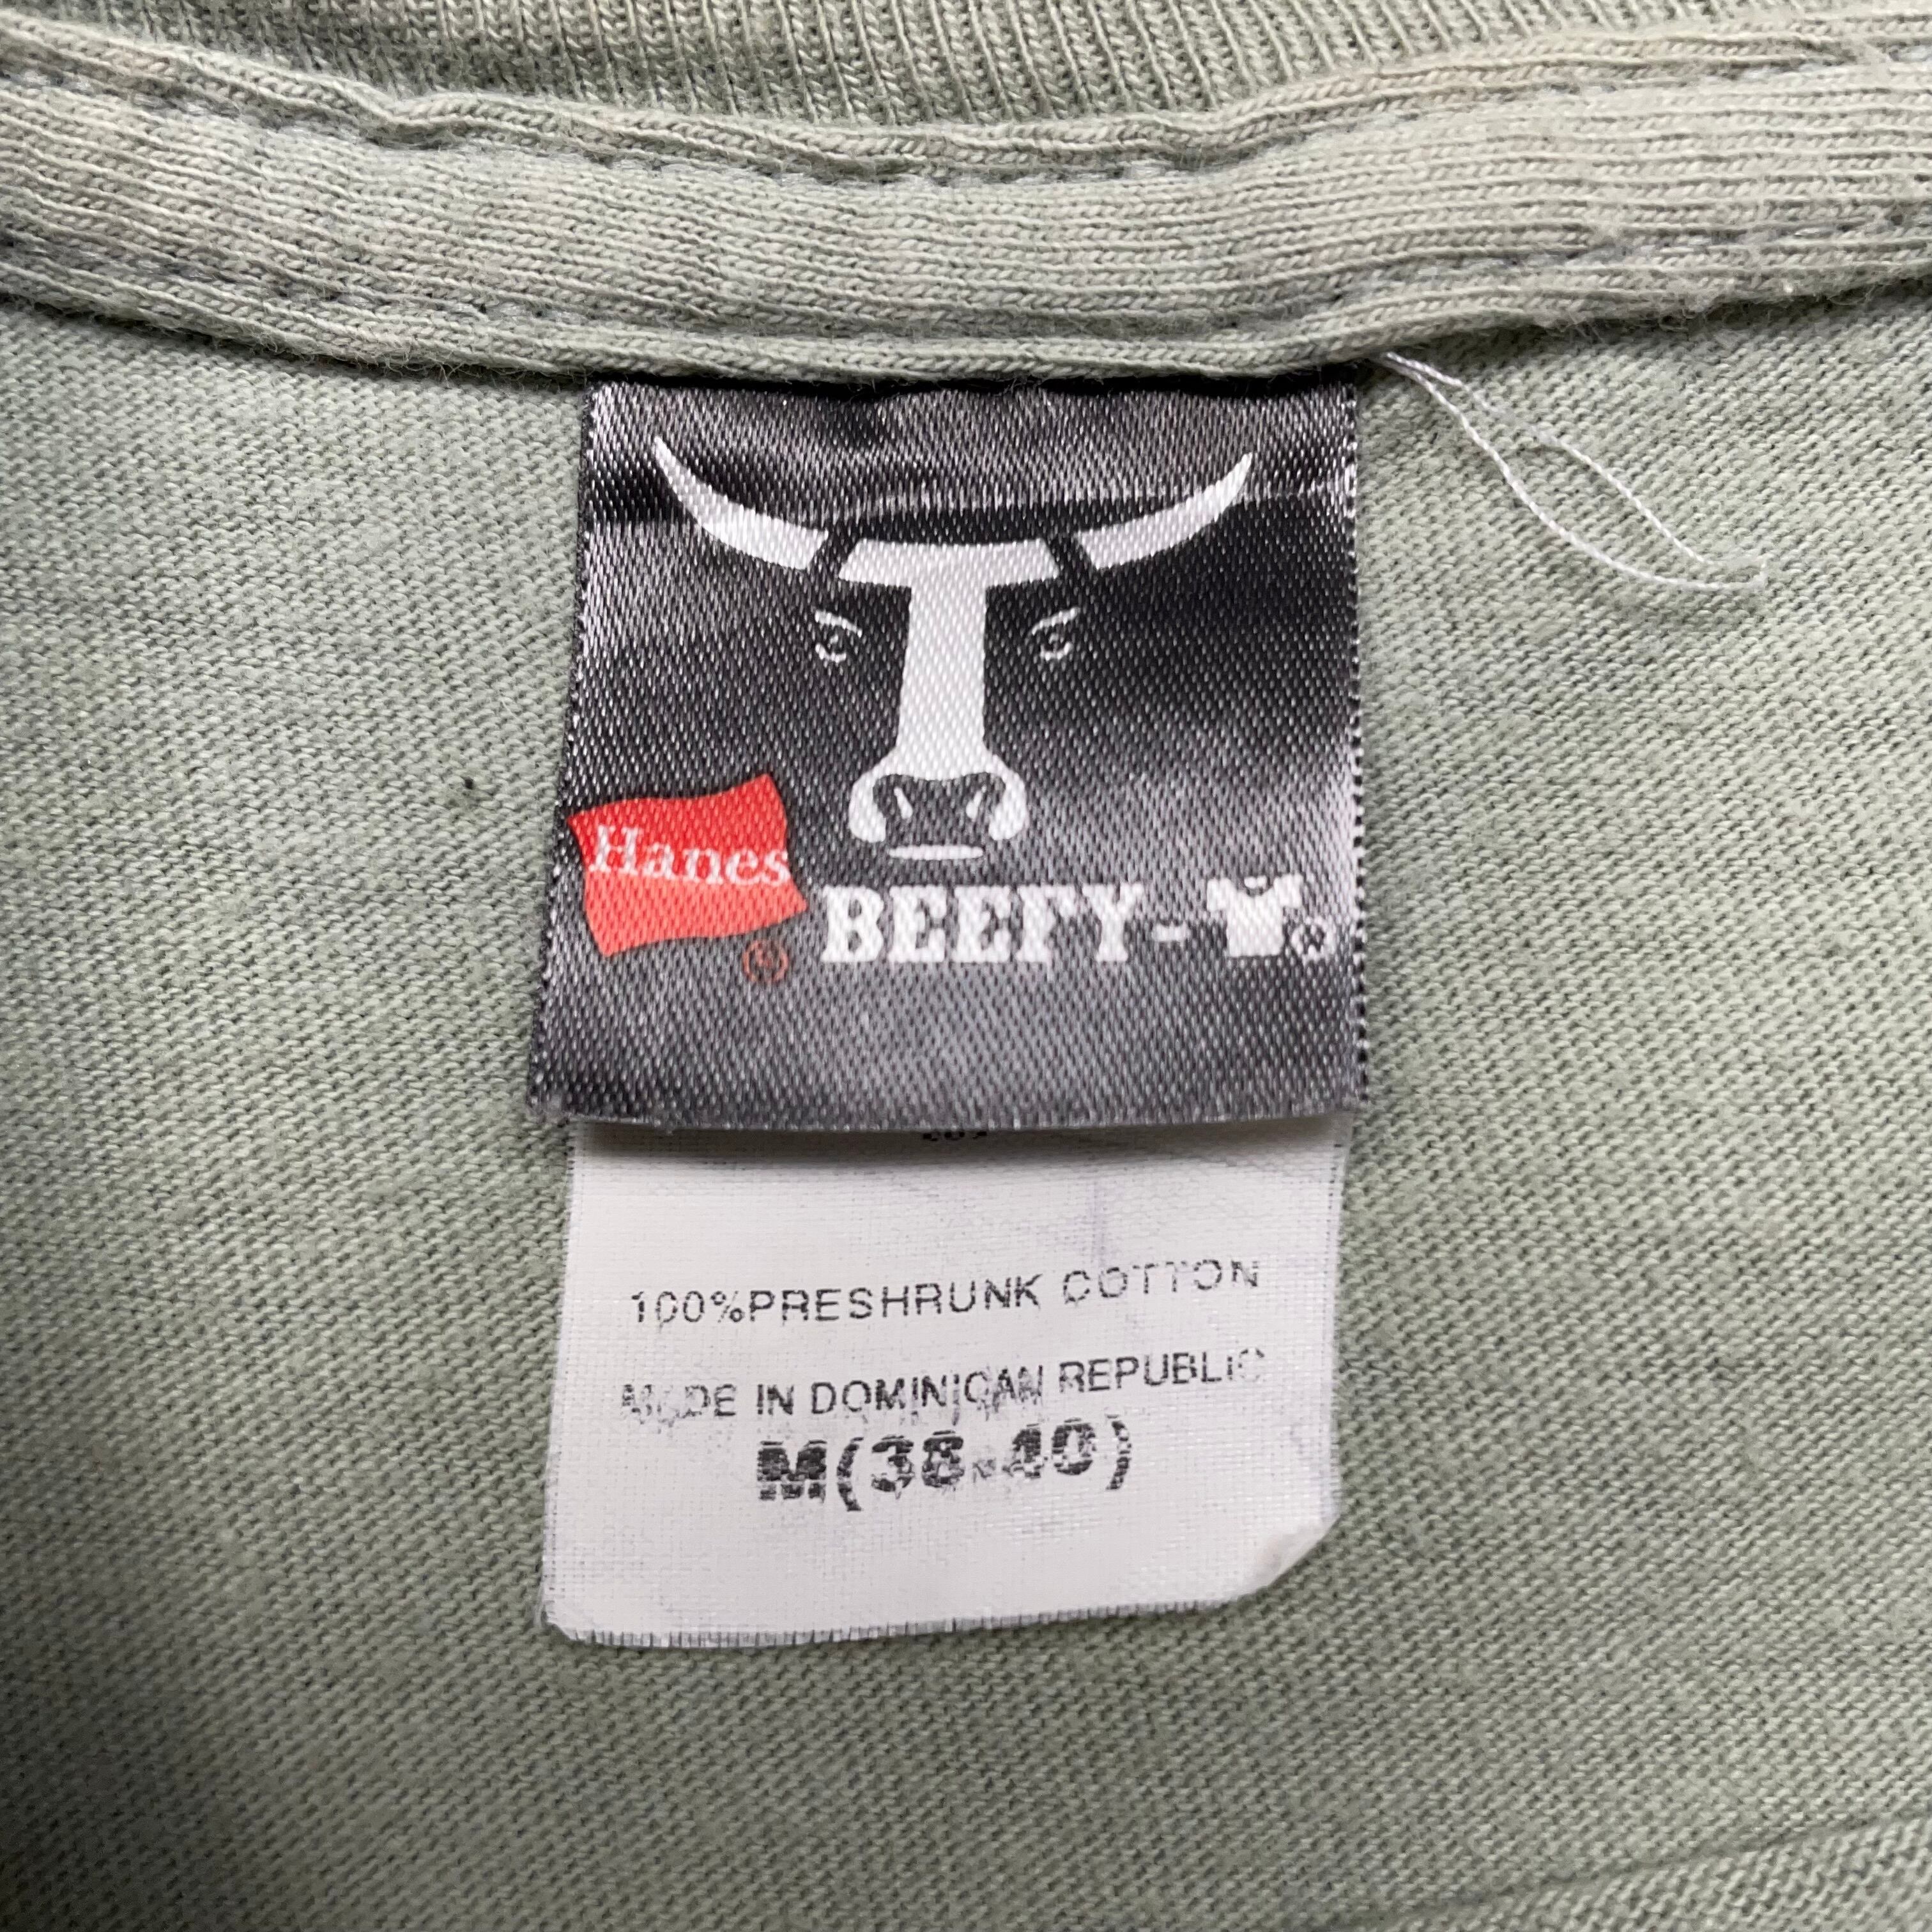 Hanes
®
BEEFY-T®
100%PRESHRUNK COTTON
MADE IN DOMINICAN REPUBLIC
M(38-40)